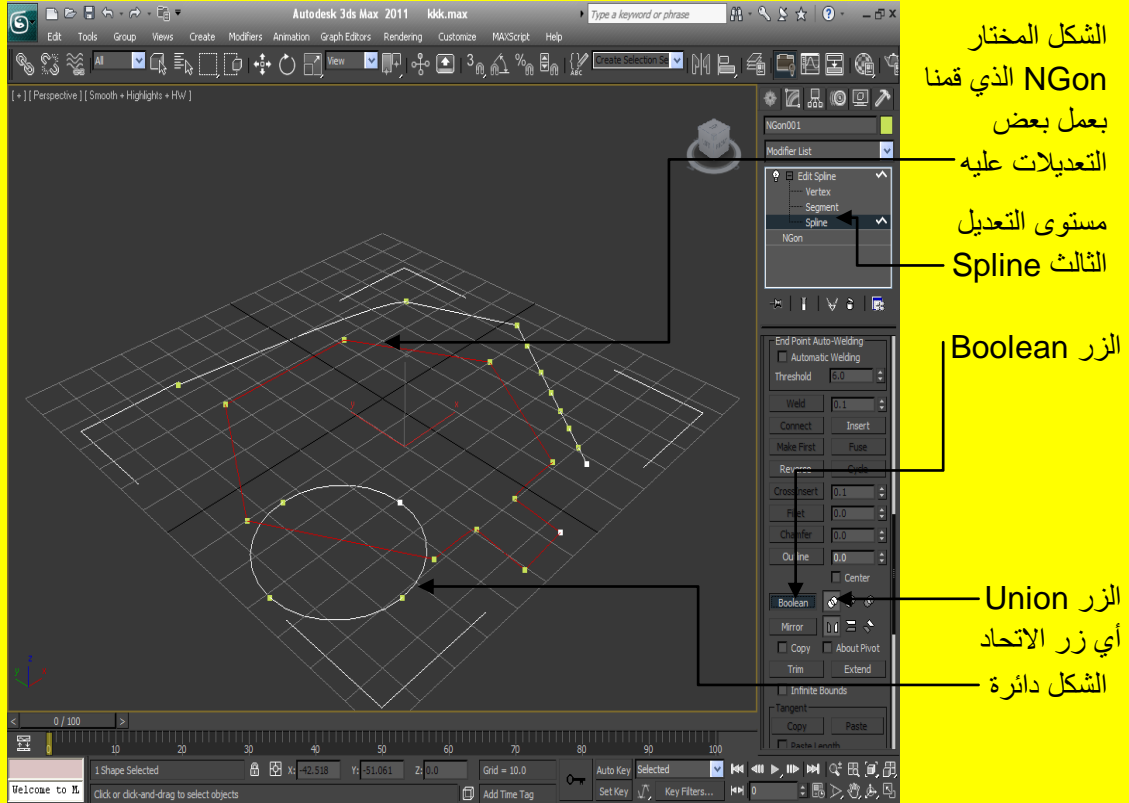 Autodesk 3ds Max 2011 kkk.max
Type a keyword or phrase
Edit Tools Group Views Create Modifiers Animation Graph Editors Rendering Customize MAXScript Help
All
View
Create Selection Se
[ + ] [ Perspective ] [ Smooth + Highlights + HW ]
NGon001
Modifier List
Edit Spline
Vertex
Segment
Spline
NGon
End Point Auto-Welding
Automatic Welding
Threshold 6.0
Weld 0.1
Connect Insert
Make First Fuse
Reverse Cycle
CrossInsert 0.1
Fillet 0.0
Chamfer 0.0
Outline 0.0
Center
Boolean
Mirror
Copy About Pivot
Trim Extend
Infinite Bounds
Tangent
Copy Paste
Paste Length
الشكل المختار
NGon الذي قمنا
بعمل بعض
التعديلات عليه
مستوى التعديل
الثالث Spline
الزر Boolean
الزر Union
أي زر الاتحاد
الشكل دائرة
y x
z
y
0 / 100
0 10 20 30 40 50 60 70 80 90 100
1 Shape Selected X: -42.518 Y: -51.061 Z: 0.0 Grid = 10.0 Auto Key Selected
Welcome to M Click or click-and-drag to select objects Add Time Tag Set Key Key Filters... 0